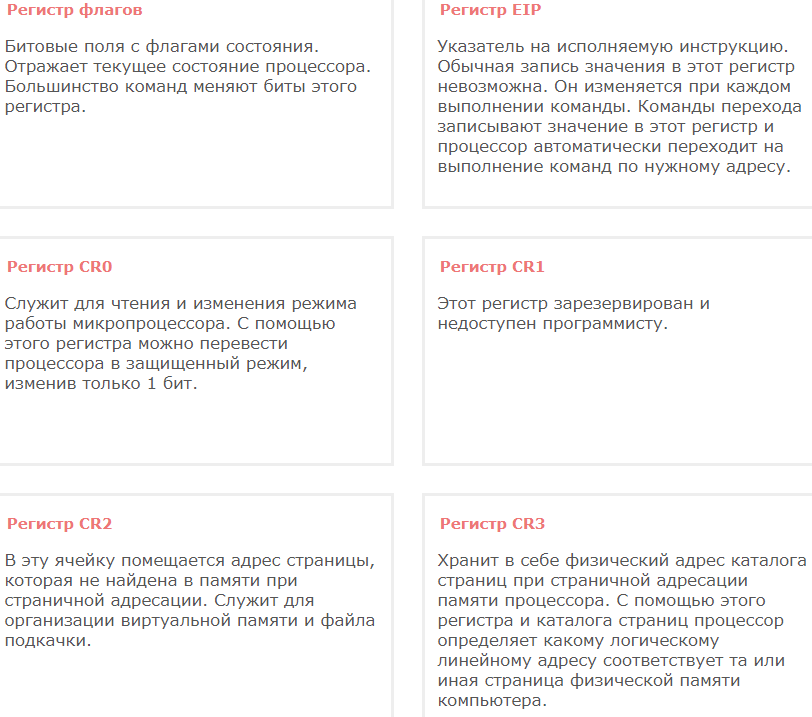 Регистр флагов
Битовые поля с флагами состояния.
Отражает текущее состояние процессора.
Большинство команд меняют биты этого
регистра.
Регистр EIP
Указатель на исполняемую инструкцию.
Обычная запись значения в этот регистр
невозможна. Он изменяется при каждом
выполнении команды. Команды перехода
записывают значение в этот регистр и
процессор автоматически переходит на
выполнение команд по нужному адресу.
Регистр CR0
Служит для чтения и изменения режима
работы микропроцессора. С помощью
этого регистра можно перевести
процессора в защищенный режим,
изменив только 1 бит.
Регистр CR1
Этот регистр зарезервирован и
недоступен программисту.
Регистр CR2
В эту ячейку помещается адрес страницы,
которая не найдена в памяти при
страничной адресации. Служит для
организации виртуальной памяти и файла
подкачки.
Регистр CR3
Хранит в себе физический адрес каталога
страниц при страничной адресации
памяти процессора. С помощью этого
регистра и каталога страниц процессор
определяет какому логическому
линейному адресу соответствует та или
иная страница физической памяти
компьютера.